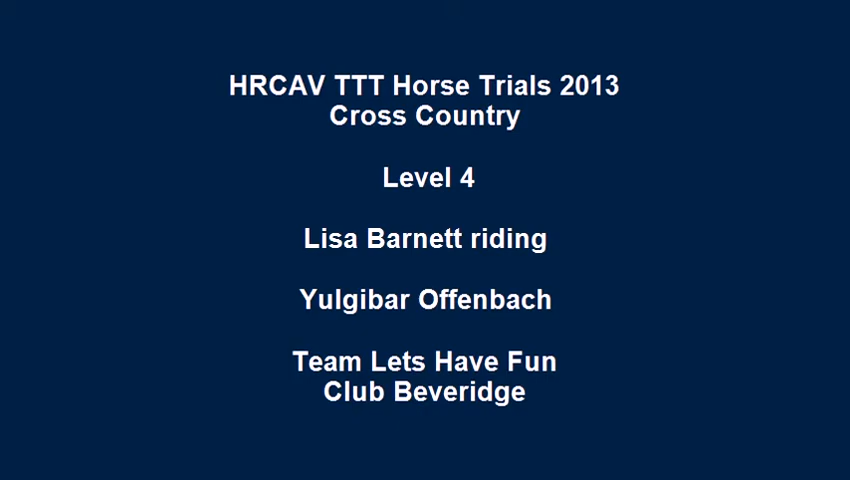 HRCAV TTT Horse Trials 2013
Cross Country
Level 4
Lisa Barnett riding
Yulgibar Offenbach
Team Lets Have Fun
Club Beveridge